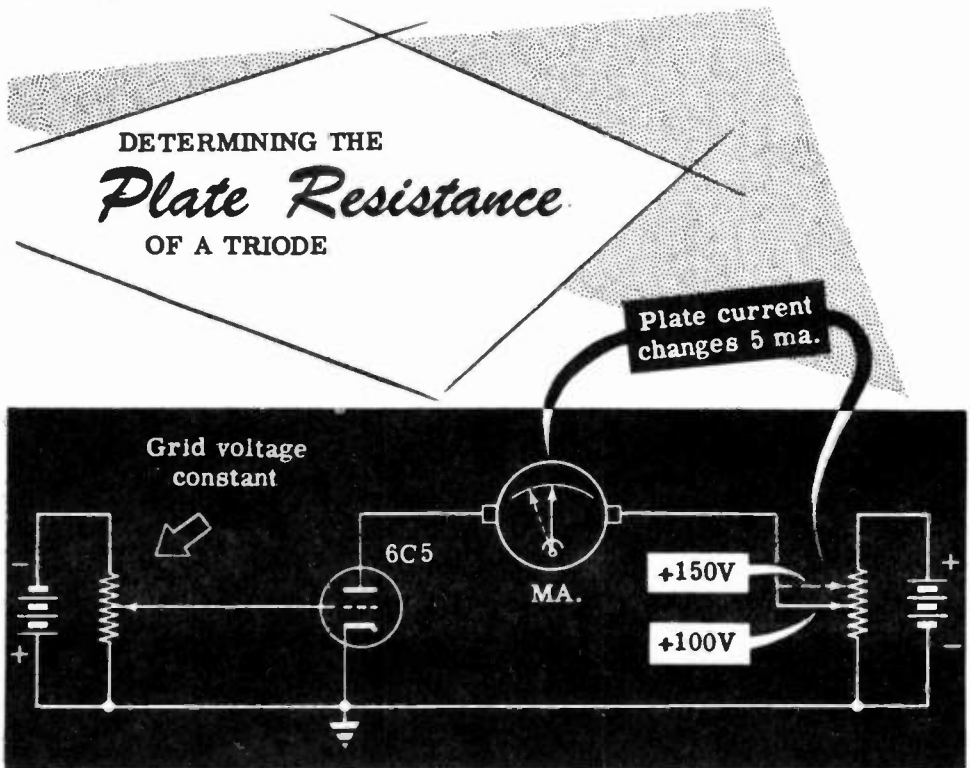 DETERMINING THE
Plate Resistance
OF A TRIODE
Plate current
changes 5 ma.
Grid voltage
constant
-
+
6C5
MA.
+150V
+100V
+
-